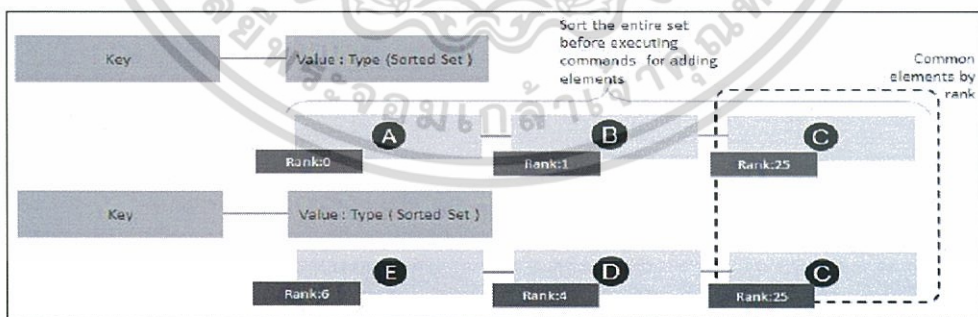 Sort the entire set
before executing
commands for adding
elements
Common
elements by
rank
Key
Value : Type (Sorted Set )
A
B
C
Rank:0
Rank:1
Rank:25
Key
Value : Type ( Sorted Set )
E
D
C
Rank:6
Rank:4
Rank:25